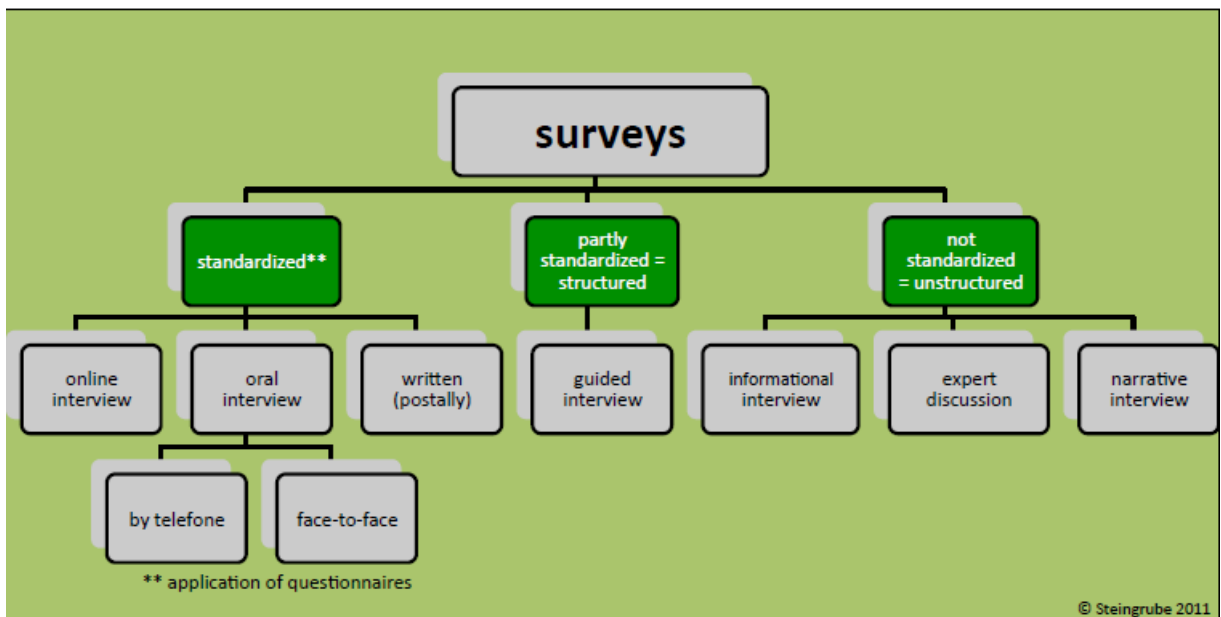 surveys
standardized**
partly
standardized =
structured
not
standardized
= unstructured
online
interview
oral
interview
written
(postally)
guided
interview
informational
interview
expert
discussion
narrative
interview
by telefone
face-to-face
** application of questionnaires
© Steingrube 2011